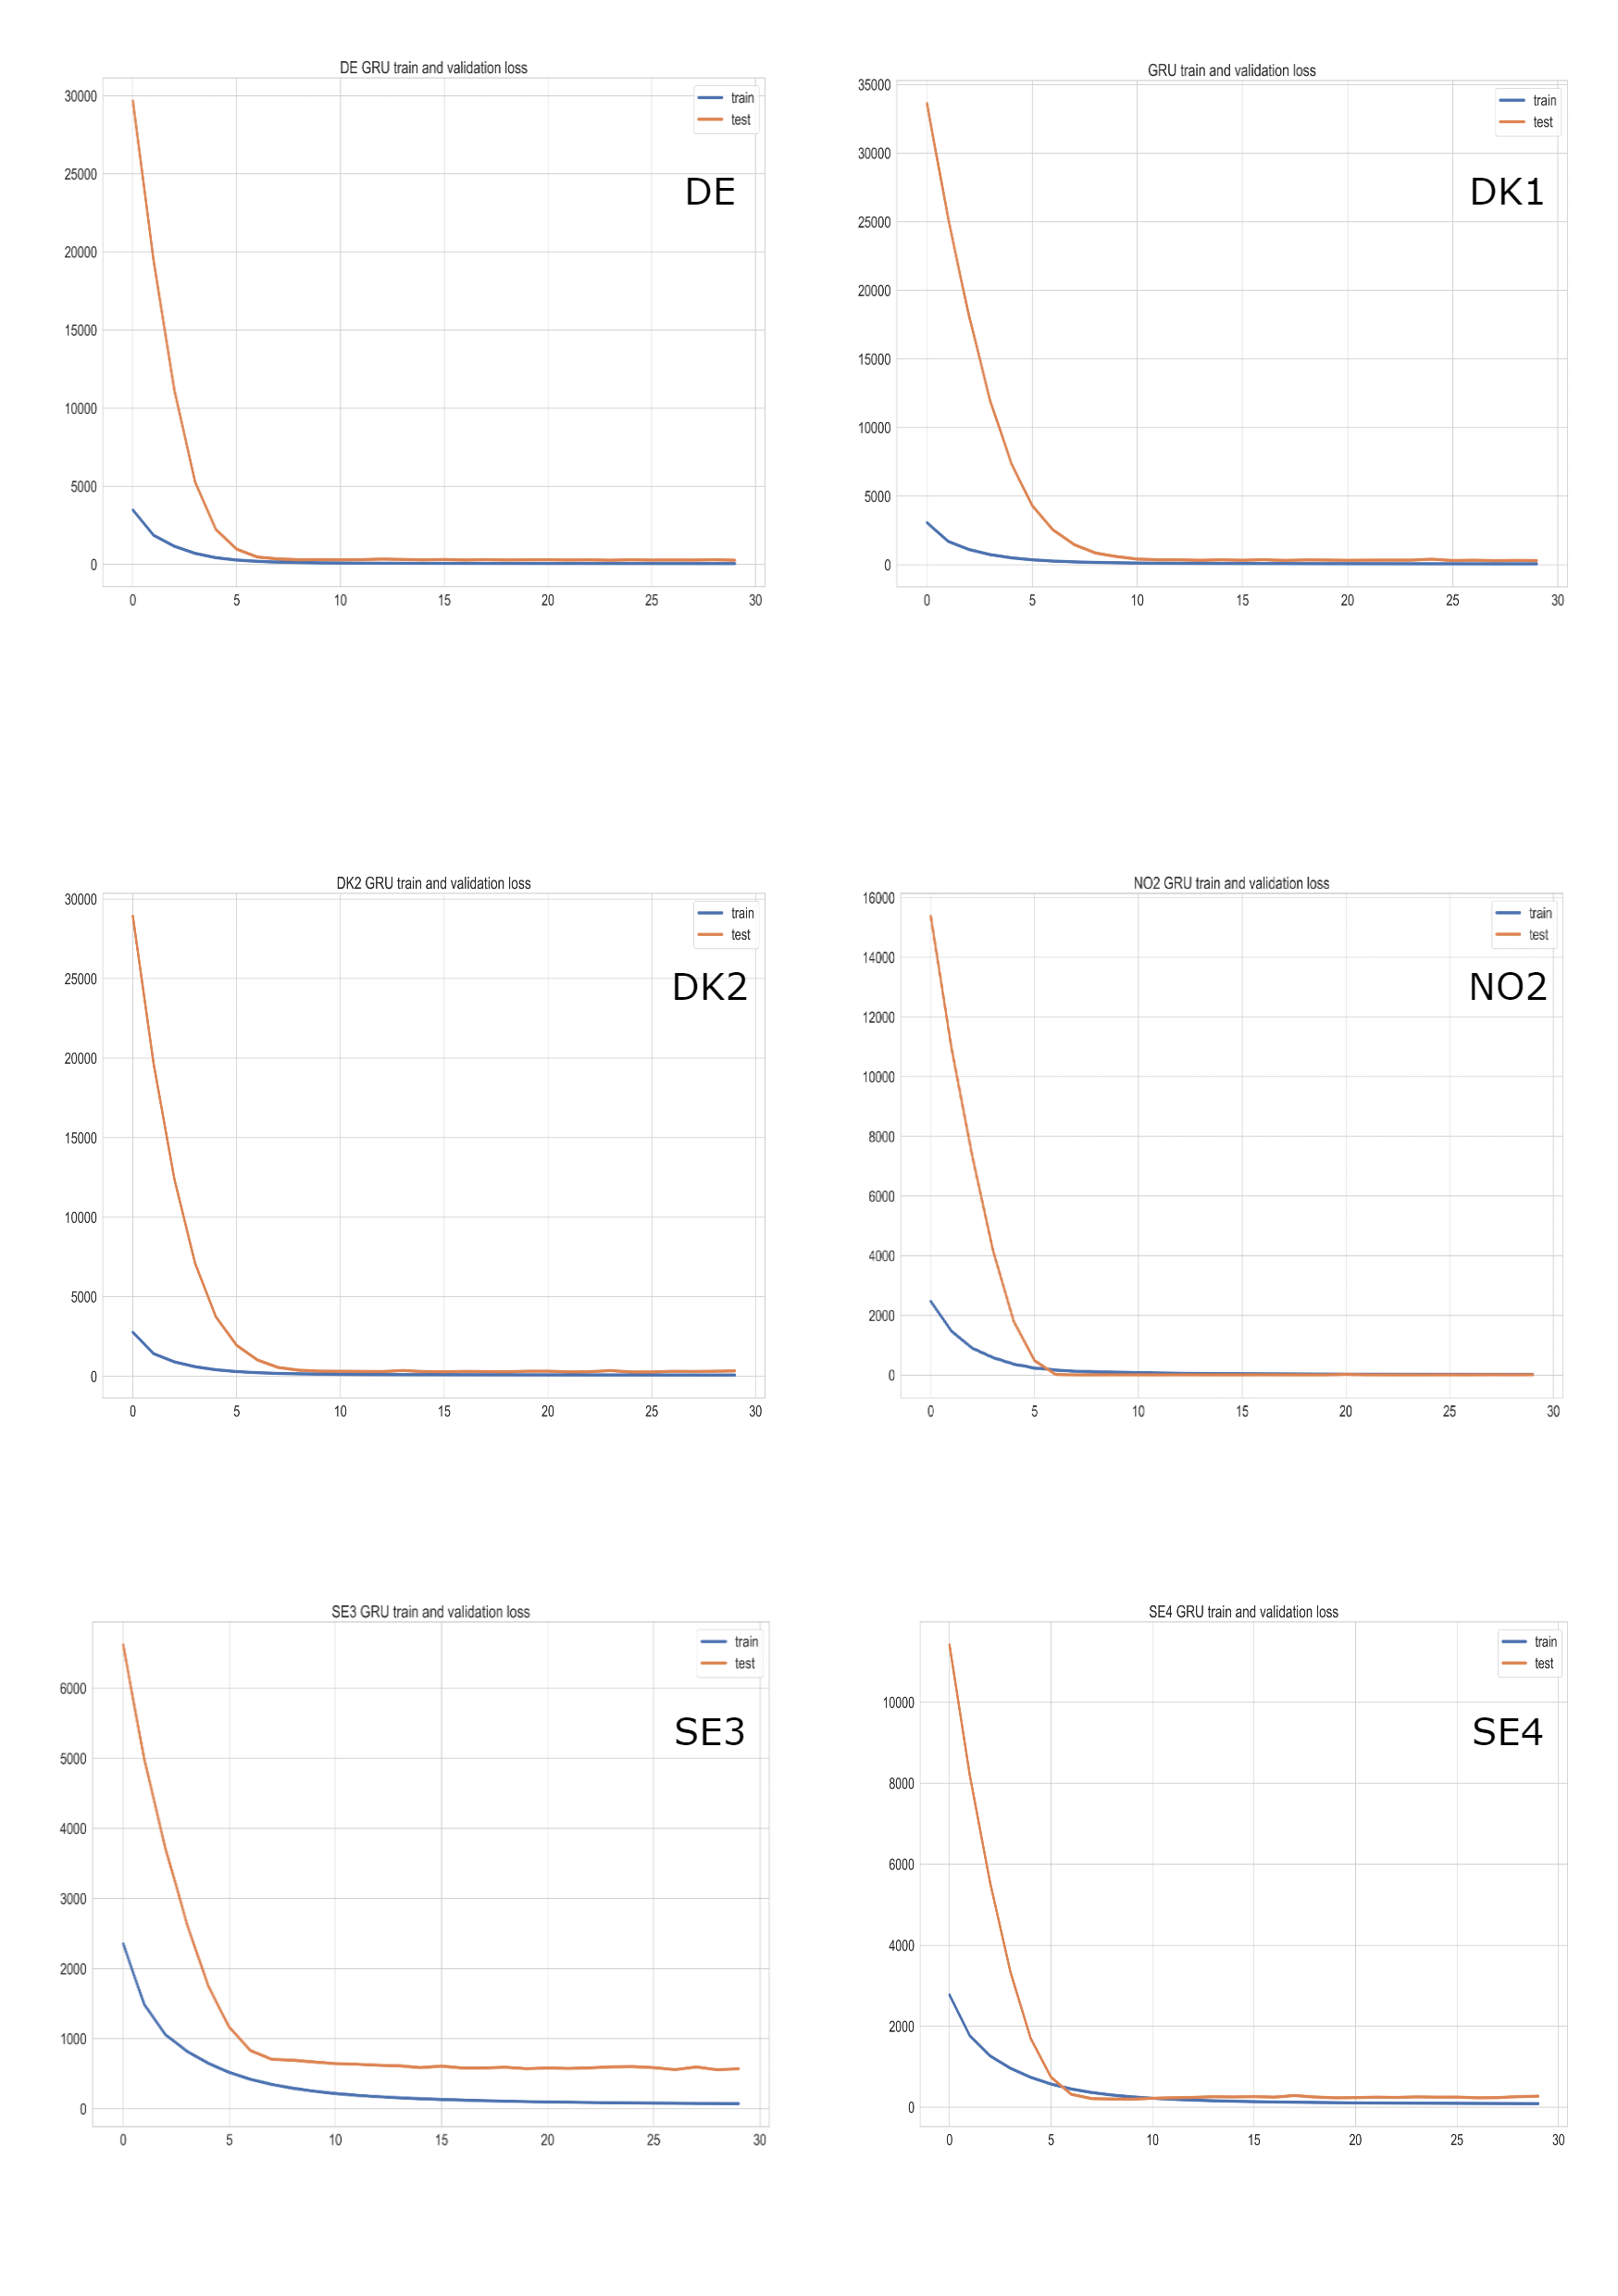 DE GRU train and validation loss
30000
25000
20000
15000
10000
5000
0
0 5 10 15 20 25 30
train
test
DE
GRU train and validation loss
35000
30000
25000
20000
15000
10000
5000
0
0 5 10 15 20 25 30
train
test
DK1
DK2 GRU train and validation loss
30000
25000
20000
15000
10000
5000
0
0 5 10 15 20 25 30
train
test
DK2
NO2 GRU train and validation loss
16000
14000
12000
10000
8000
6000
4000
2000
0
0 5 10 15 20 25 30
train
test
NO2
SE3 GRU train and validation loss
6000
5000
4000
3000
2000
1000
0
0 5 10 15 20 25 30
train
test
SE3
SE4 GRU train and validation loss
10000
8000
6000
4000
2000
0
0 5 10 15 20 25 30
train
test
SE4